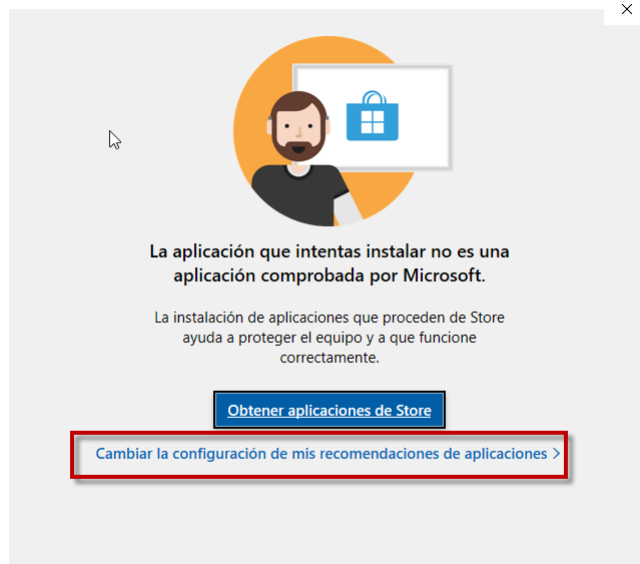 La aplicación que intentas instalar no es una
aplicación comprobada por Microsoft.
La instalación de aplicaciones que proceden de Store
ayuda a proteger el equipo y a que funcione
correctamente.
Obtener aplicaciones de Store
Cambiar la configuración de mis recomendaciones de aplicaciones >